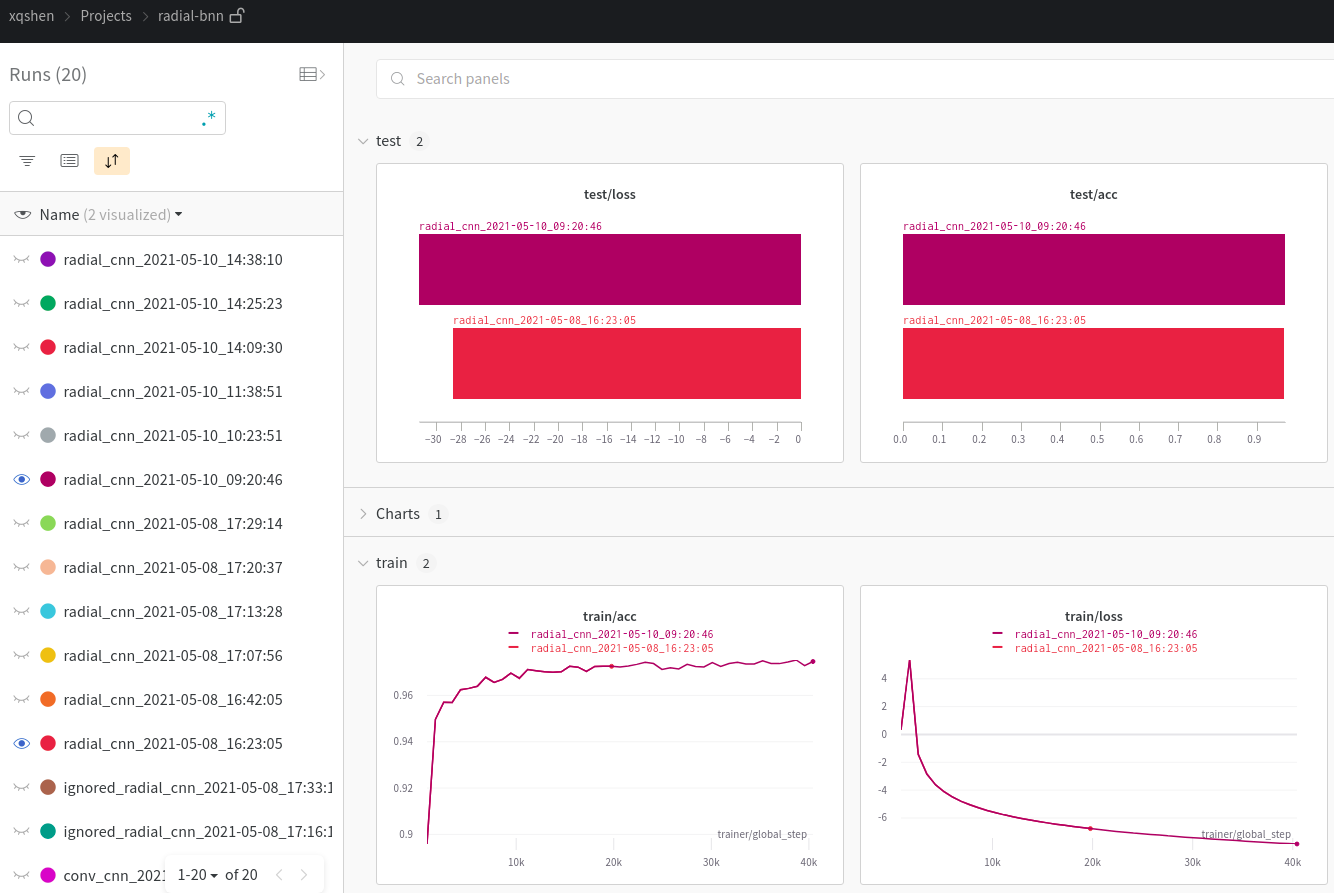 xqshen > Projects > radial-bnn
Runs (20)
.*
Name (2 visualized)
radial_cnn_2021-05-10_14:38:10
radial_cnn_2021-05-10_14:25:23
radial_cnn_2021-05-10_14:09:30
radial_cnn_2021-05-10_11:38:51
radial_cnn_2021-05-10_10:23:51
radial_cnn_2021-05-10_09:20:46
radial_cnn_2021-05-08_17:29:14
radial_cnn_2021-05-08_17:20:37
radial_cnn_2021-05-08_17:13:28
radial_cnn_2021-05-08_17:07:56
radial_cnn_2021-05-08_16:42:05
radial_cnn_2021-05-08_16:23:05
ignored_radial_cnn_2021-05-08_17:33:1
ignored_radial_cnn_2021-05-08_17:16:1
conv_cnn_2021
1-20 of 20
Search panels
test 2
test/loss
radial_cnn_2021-05-10_09:20:46
radial_cnn_2021-05-08_16:23:05
−30 −28 −26 −24 −22 −20 −18 −16 −14 −12 −10 −8 −6 −4 −2 0
test/acc
radial_cnn_2021-05-10_09:20:46
radial_cnn_2021-05-08_16:23:05
0.0 0.1 0.2 0.3 0.4 0.5 0.6 0.7 0.8 0.9
Charts 1
train 2
train/acc
radial_cnn_2021-05-10_09:20:46
radial_cnn_2021-05-08_16:23:05
0.96
0.94
0.92
0.9
trainer/global_step
10k 20k 30k 40k
train/loss
radial_cnn_2021-05-10_09:20:46
radial_cnn_2021-05-08_16:23:05
4
2
0
-2
-4
-6
trainer/global_step
10k 20k 30k 40k